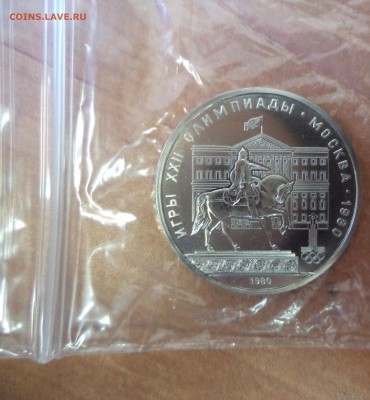 COINS.LAVE.RU
ИГРЫ XXII ОЛИМПИАДЫ • МОСКВА • 1980
1980